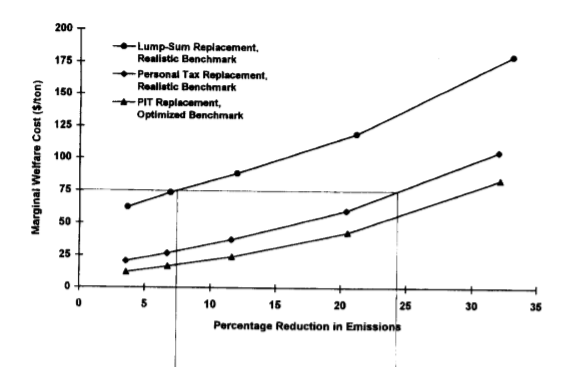 200
175
150
125
100
75
50
25
0
Marginal Welfare Cost ($/ton)
Lump-Sum Replacement,
Realistic Benchmark
Personal Tax Replacement,
Realistic Benchmark
PIT Replacement,
Optimized Benchmark
0 5 10 15 20 25 30 35
Percentage Reduction in Emissions